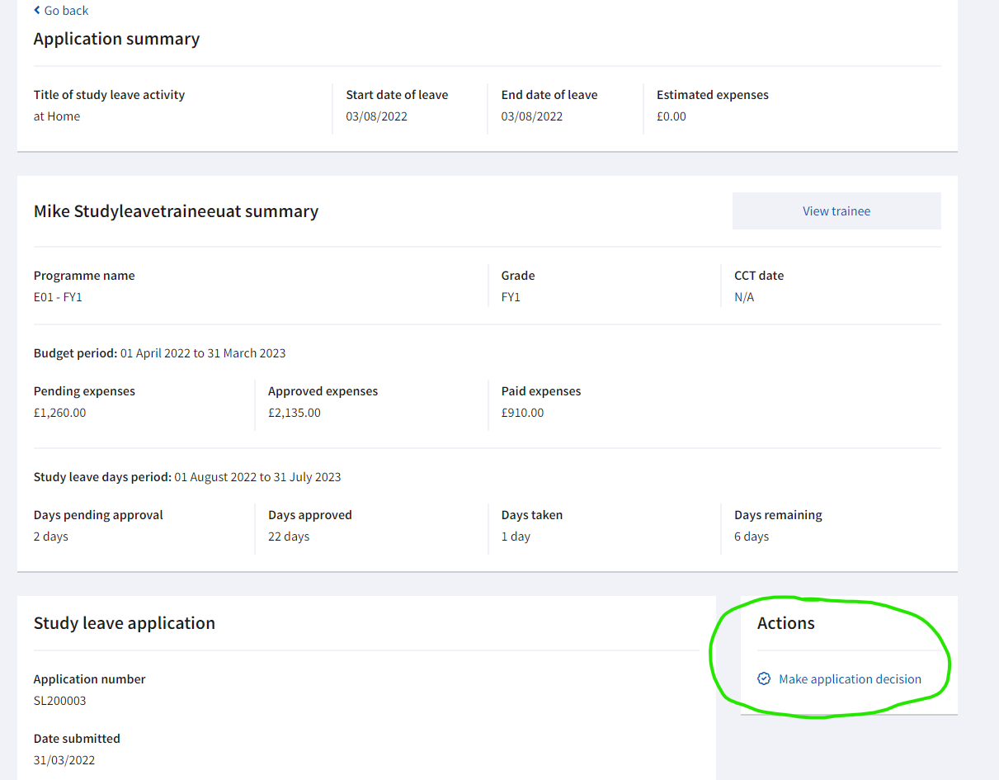 Go back
Application summary
Title of study leave activity
Start date of leave
End date of leave
Estimated expenses
at Home
03/08/2022
03/08/2022
£0.00
Mike Studyleavetraineeuat summary
View trainee
Programme name
Grade
CCT date
E01 - FY1
FY1
N/A
Budget period: 01 April 2022 to 31 March 2023
Pending expenses
Approved expenses
Paid expenses
£1,260.00
£2,135.00
£910.00
Study leave days period: 01 August 2022 to 31 July 2023
Days pending approval
Days approved
Days taken
Days remaining
2 days
22 days
1 day
6 days
Study leave application
Actions
Application number
Make application decision
SL200003
Date submitted
31/03/2022